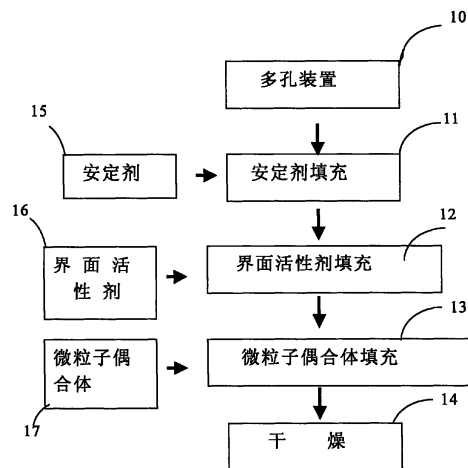 10
多孔装置
15
11
安定剂
安定剂填充
16
12
界 面 活
性 剂
界面活性剂填充
13
微粒子偶
合体
微粒子偶合体填充
17
14
干 燥